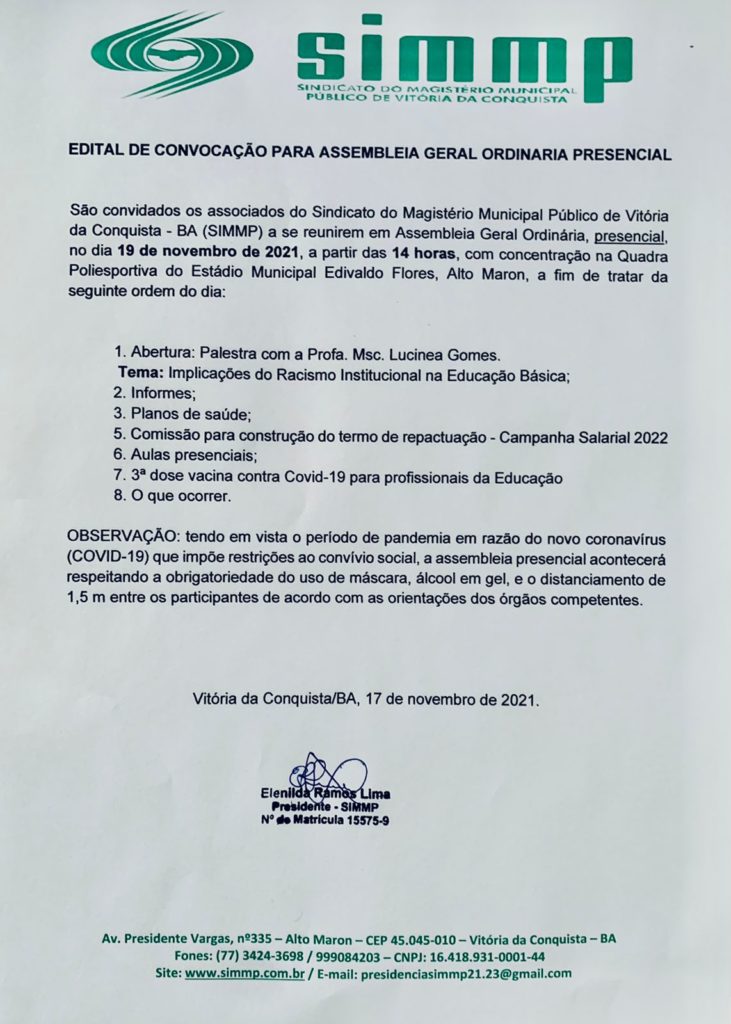 simmp
SINDICATO DO MAGISTÉRIO MUNICIPAL
PÚBLICO DE VITÓRIA DA CONQUISTA
EDITAL DE CONVOCAÇÃO PARA ASSEMBLEIA GERAL ORDINARIA PRESENCIAL
São convidados os associados do Sindicato do Magistério Municipal Público de Vitória
da Conquista - BA (SIMMP) a se reunirem em Assembleia Geral Ordinária, presencial,
no dia 19 de novembro de 2021, a partir das 14 horas, com concentração na Quadra
Poliesportiva do Estádio Municipal Edivaldo Flores, Alto Maron, a fim de tratar da
seguinte ordem do dia:
1. Abertura: Palestra com a Profa. Msc. Lucinea Gomes.
Tema: Implicações do Racismo Institucional na Educação Básica;
2. Informes;
3. Planos de saúde;
5. Comissão para construção do termo de repactuação - Campanha Salarial 2022
6. Aulas presenciais;
7. 3ª dose vacina contra Covid-19 para profissionais da Educação
8. O que ocorrer.
OBSERVAÇÃO: tendo em vista o período de pandemia em razão do novo coronavírus
(COVID-19) que impõe restrições ao convívio social, a assembleia presencial acontecerá
respeitando a obrigatoriedade do uso de máscara, álcool em gel, e o distanciamento de
1,5 m entre os participantes de acordo com as orientações dos órgãos competentes.
Vitória da Conquista/BA, 17 de novembro de 2021.
Elenilda Ramos Lima
Presidente - SIMMP
Nº de Matrícula 15575-9
Av. Presidente Vargas, nº335 – Alto Maron – CEP 45.045-010 – Vitória da Conquista – BA
Fones: (77) 3424-3698 / 999084203 – CNPJ: 16.418.931-0001-44
Site: www.simmp.com.br / E-mail: presidenciasimmp21.23@gmail.com